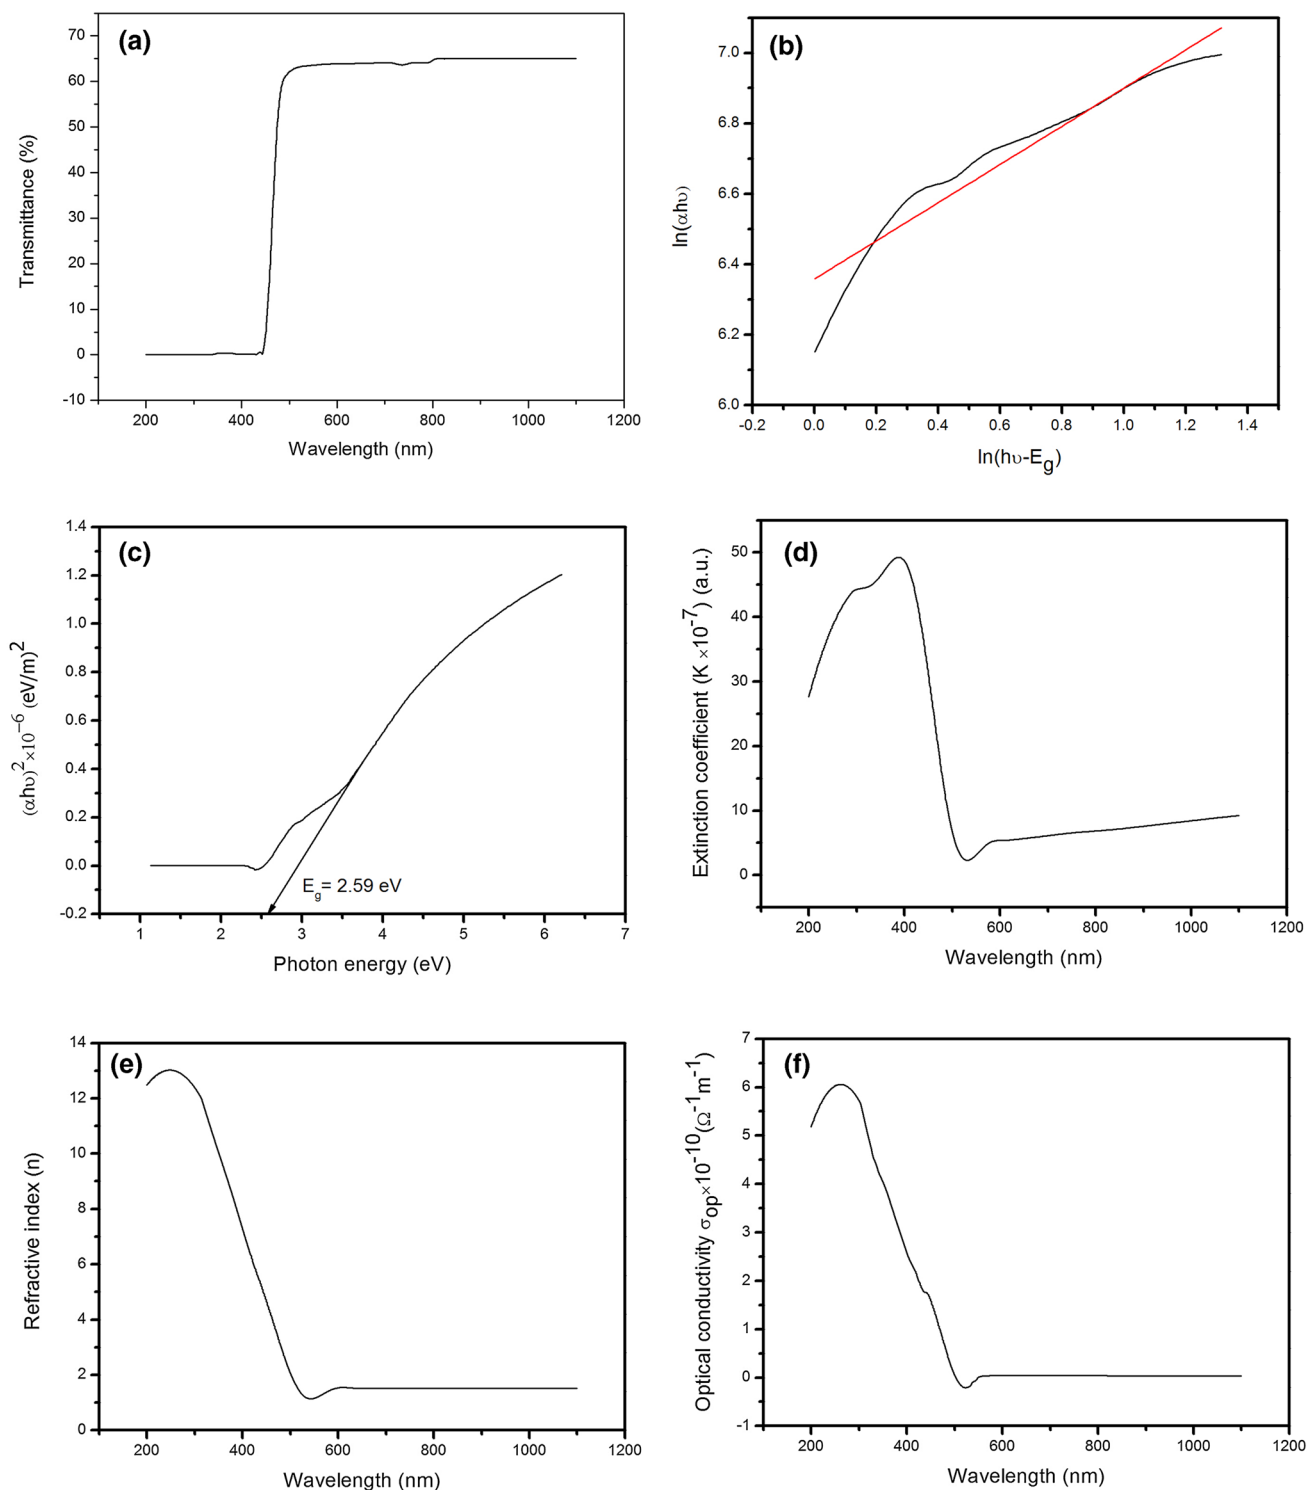 (a)
70
60
50
40
30
20
10
0
-10
Transmittance (%)
200 400 600 800 1000 1200
Wavelength (nm)
(b)
7.0
6.8
6.6
6.4
6.2
6.0
ln(αhυ)
-0.2 0.0 0.2 0.4 0.6 0.8 1.0 1.2 1.4
ln(hυ-Eg)
(c)
1.4
1.2
1.0
0.8
0.6
0.4
0.2
0.0
-0.2
(αhυ)²×10⁻⁶ (eV/m)²
Eg= 2.59 eV
1 2 3 4 5 6 7
Photon energy (eV)
(d)
50
40
30
20
10
0
Extinction coefficient (K ×10⁻⁷) (a.u.)
200 400 600 800 1000 1200
Wavelength (nm)
(e)
14
12
10
8
6
4
2
0
Refractive index (n)
200 400 600 800 1000 1200
Wavelength (nm)
(f)
7
6
5
4
3
2
1
0
-1
Optical conductivity σop×10⁻¹⁰(Ω⁻¹m⁻¹)
200 400 600 800 1000 1200
Wavelength (nm)